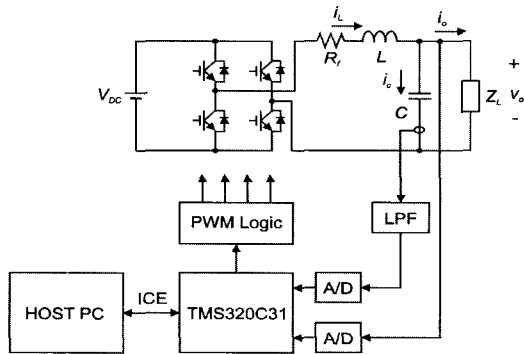 i_L
i_o
R_f
L
+
i_c
V_DC
C
Z_L
v_o
-
LPF
PWM Logic
ICE
HOST PC
TMS320C31
A/D
A/D